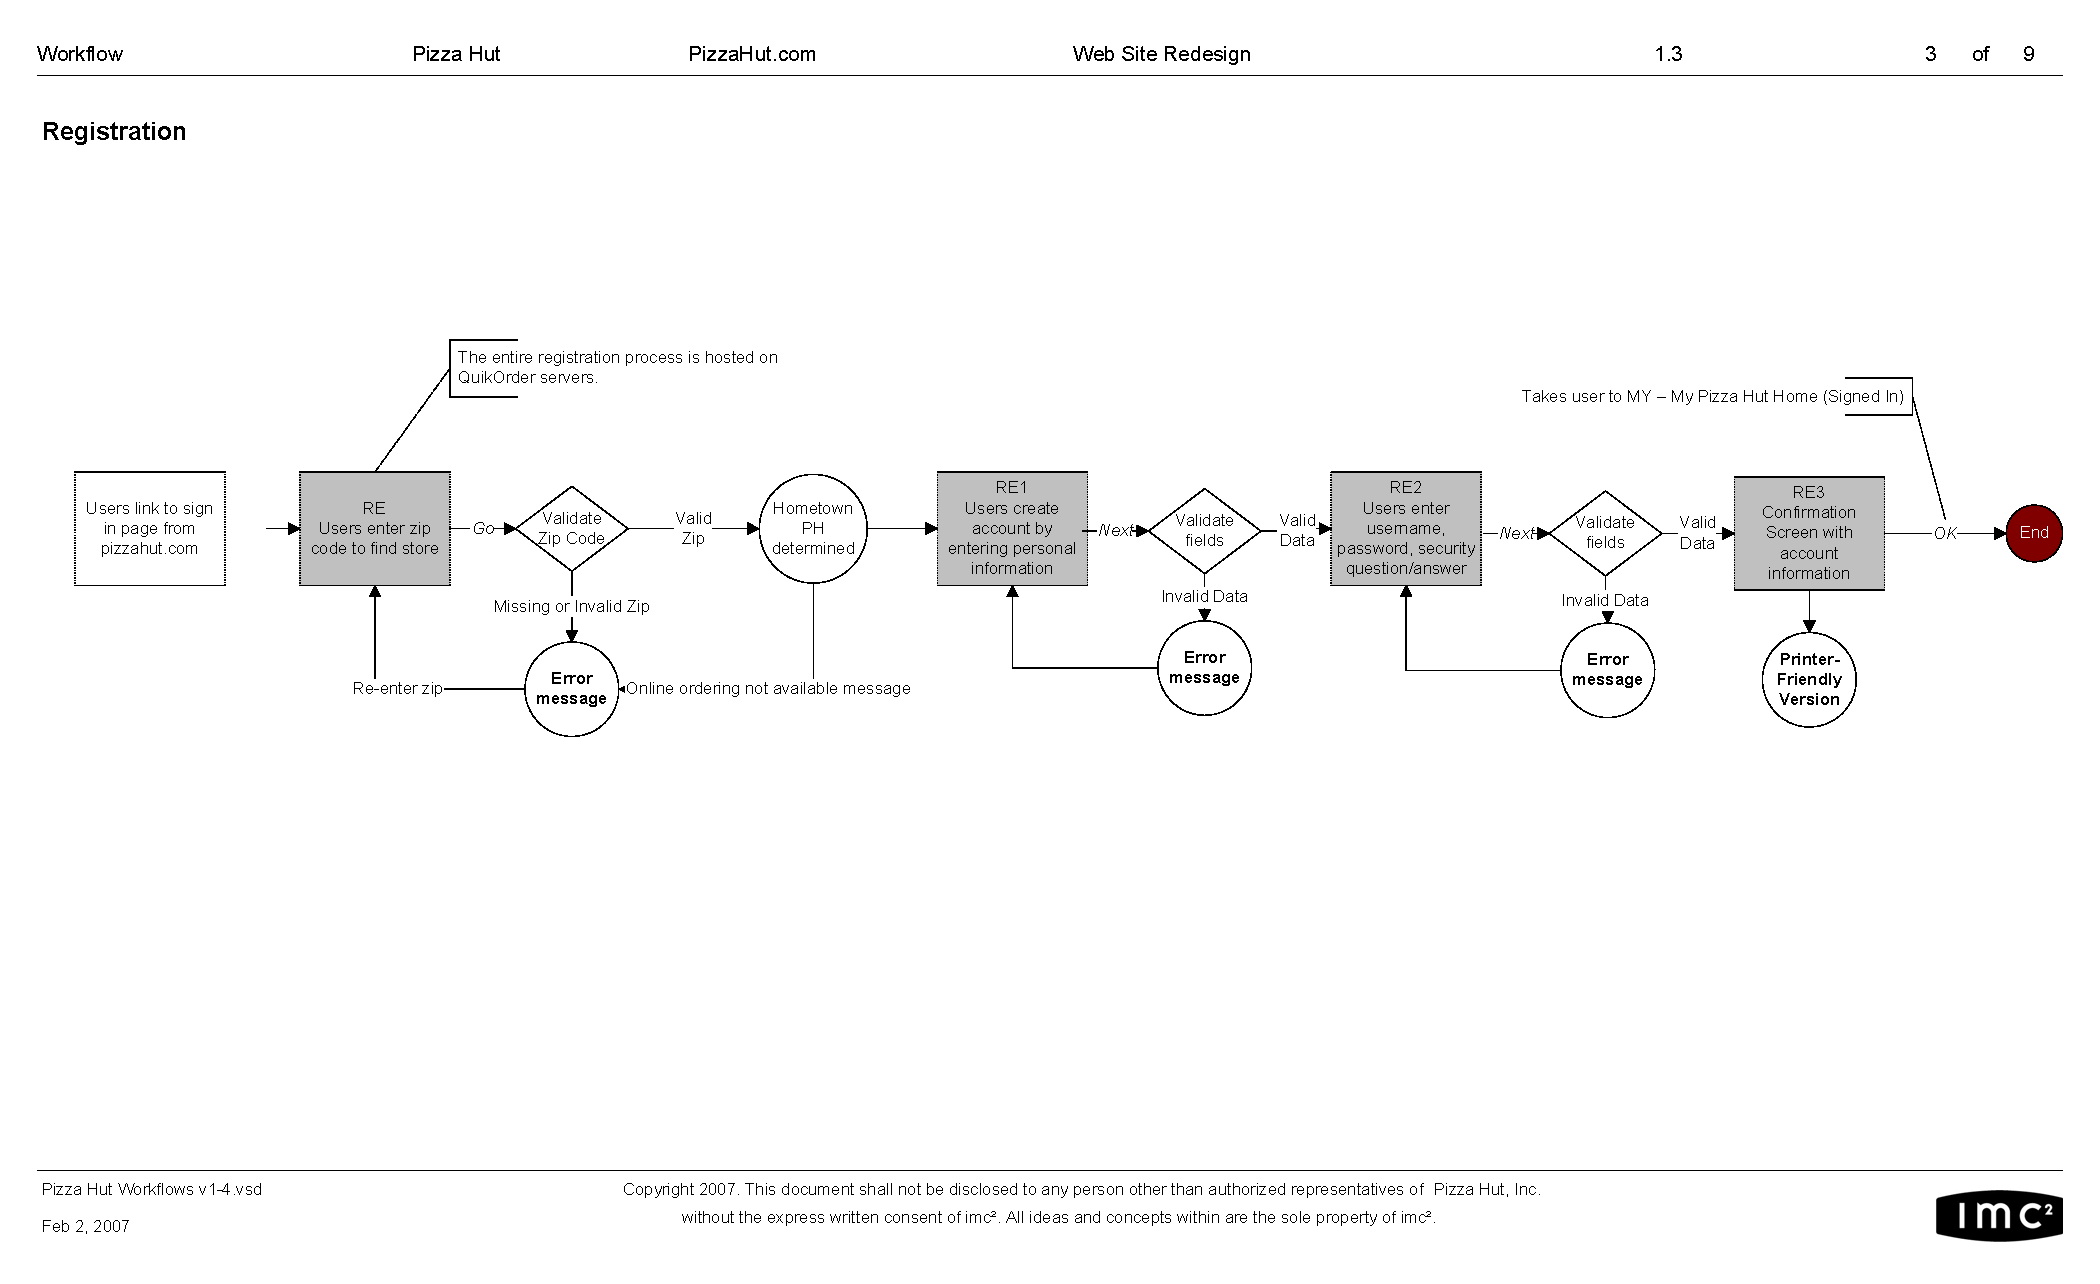 Workflow Pizza Hut PizzaHut.com Web Site Redesign 1.3 3 of 9
Registration
The entire registration process is hosted on
QuikOrder servers.
Takes user to MY – My Pizza Hut Home (Signed In)
Users link to sign
in page from
pizzahut.com
RE
Users enter zip
code to find store
Go
Validate
Zip Code
Valid
Zip
Hometown
PH
determined
RE1
Users create
account by
entering personal
information
Next
Validate
fields
Valid
Data
RE2
Users enter
username,
password, security
question/answer
Next
Validate
fields
Valid
Data
RE3
Confirmation
Screen with
account
information
OK
End
Missing or Invalid Zip
Invalid Data
Invalid Data
Re-enter zip
Error
message
Online ordering not available message
Error
message
Error
message
Printer-
Friendly
Version
Pizza Hut Workflows v1-4.vsd
Feb 2, 2007
Copyright 2007. This document shall not be disclosed to any person other than authorized representatives of  Pizza Hut, Inc.
without the express written consent of imc². All ideas and concepts within are the sole property of imc².
imc²